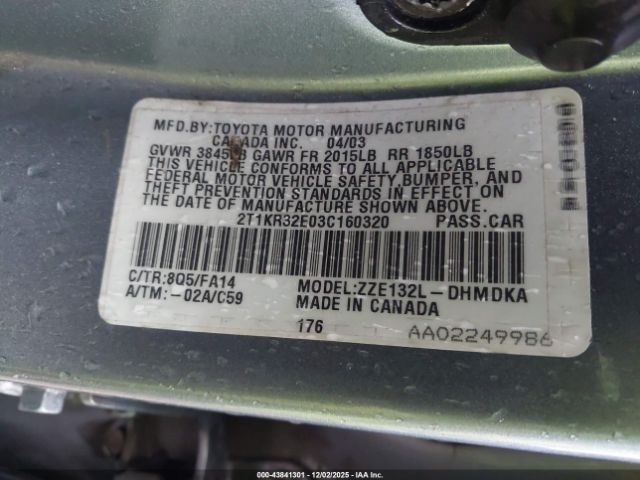 MFD.BY:TOYOTA MOTOR MANUFACTURING
CANADA INC. 04/03
GVWR 3845LB GAWR FR 2015LB RR 1850LB
THIS VEHICLE CONFORMS TO ALL APPLICABLE
FEDERAL MOTOR VEHICLE SAFETY, BUMPER, AND
THEFT PREVENTION STANDARDS IN EFFECT ON
THE DATE OF MANUFACTURE SHOWN ABOVE.
2T1KR32E03C160320 PASS.CAR
C/TR:8Q5/FA14 MODEL:ZZE132L-DHMDKA
A/TM:-02A/C59 MADE IN CANADA
176 AA02249986
000-43841301 - 12/02/2025 - IAA Inc.